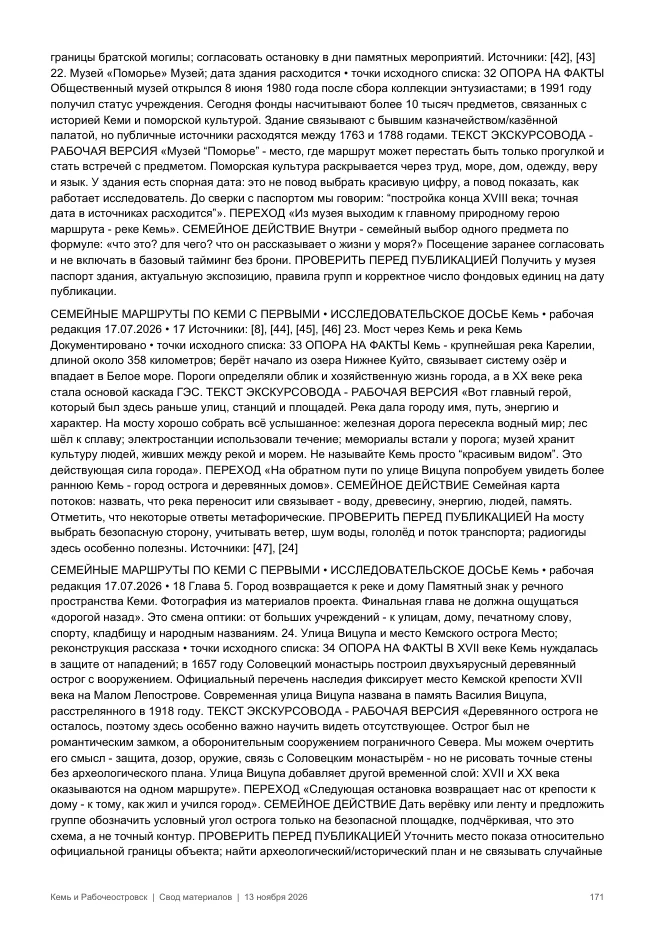 границы братской могилы; согласовать остановку в дни памятных мероприятий. Источники: [42], [43]
22. Музей «Поморье» Музей; дата здания расходится • точки исходного списка: 32 ОПОРА НА ФАКТЫ
Общественный музей открылся 8 июня 1980 года после сбора коллекции энтузиастами; в 1991 году
получил статус учреждения. Сегодня фонды насчитывают более 10 тысяч предметов, связанных с
историей Кеми и поморской культурой. Здание связывают с бывшим казначейством/казённой
палатой, но публичные источники расходятся между 1763 и 1788 годами. ТЕКСТ ЭКСКУРСОВОДА -
РАБОЧАЯ ВЕРСИЯ «Музей “Поморье” - место, где маршрут может перестать быть только прогулкой и
стать встречей с предметом. Поморская культура раскрывается через труд, море, дом, одежду, веру
и язык. У здания есть спорная дата: это не повод выбрать красивую цифру, а повод показать, как
работает исследователь. До сверки с паспортом мы говорим: “постройка конца XVIII века; точная
дата в источниках расходится”». ПЕРЕХОД «Из музея выходим к главному природному герою
маршрута - реке Кемь». СЕМЕЙНОЕ ДЕЙСТВИЕ Внутри - семейный выбор одного предмета по
формуле: «что это? для чего? что он рассказывает о жизни у моря?» Посещение заранее согласовать
и не включать в базовый тайминг без брони. ПРОВЕРИТЬ ПЕРЕД ПУБЛИКАЦИЕЙ Получить у музея
паспорт здания, актуальную экспозицию, правила групп и корректное число фондовых единиц на дату
публикации.
СЕМЕЙНЫЕ МАРШРУТЫ ПО КЕМИ С ПЕРВЫМИ • ИССЛЕДОВАТЕЛЬСКОЕ ДОСЬЕ Кемь • рабочая
редакция 17.07.2026 • 17 Источники: [8], [44], [45], [46] 23. Мост через Кемь и река Кемь
Документировано • точки исходного списка: 33 ОПОРА НА ФАКТЫ Кемь - крупнейшая река Карелии,
длиной около 358 километров; берёт начало из озера Нижнее Куйто, связывает систему озёр и
впадает в Белое море. Пороги определяли облик и хозяйственную жизнь города, а в XX веке река
стала основой каскада ГЭС. ТЕКСТ ЭКСКУРСОВОДА - РАБОЧАЯ ВЕРСИЯ «Вот главный герой,
который был здесь раньше улиц, станций и площадей. Река дала городу имя, путь, энергию и
характер. На мосту хорошо собрать всё услышанное: железная дорога пересекла водный мир; лес
шёл к сплаву; электростанции использовали течение; мемориалы встали у порога; музей хранит
культуру людей, живших между рекой и морем. Не называйте Кемь просто “красивым видом”. Это
действующая сила города». ПЕРЕХОД «На обратном пути по улице Вицупа попробуем увидеть более
раннюю Кемь - город острога и деревянных домов». СЕМЕЙНОЕ ДЕЙСТВИЕ Семейная карта
потоков: назвать, что река переносит или связывает - воду, древесину, энергию, людей, память.
Отметить, что некоторые ответы метафорические. ПРОВЕРИТЬ ПЕРЕД ПУБЛИКАЦИЕЙ На мосту
выбрать безопасную сторону, учитывать ветер, шум воды, гололёд и поток транспорта; радиогиды
здесь особенно полезны. Источники: [47], [24]
СЕМЕЙНЫЕ МАРШРУТЫ ПО КЕМИ С ПЕРВЫМИ • ИССЛЕДОВАТЕЛЬСКОЕ ДОСЬЕ Кемь • рабочая
редакция 17.07.2026 • 18 Глава 5. Город возвращается к реке и дому Памятный знак у речного
пространства Кеми. Фотография из материалов проекта. Финальная глава не должна ощущаться
«дорогой назад». Это смена оптики: от больших учреждений - к улицам, дому, печатному слову,
спорту, кладбищу и народным названиям. 24. Улица Вицупа и место Кемского острога Место;
реконструкция рассказа • точки исходного списка: 34 ОПОРА НА ФАКТЫ В XVII веке Кемь нуждалась
в защите от нападений; в 1657 году Соловецкий монастырь построил двухъярусный деревянный
острог с вооружением. Официальный перечень наследия фиксирует место Кемской крепости XVII
века на Малом Лепострове. Современная улица Вицупа названа в память Василия Вицупа,
расстрелянного в 1918 году. ТЕКСТ ЭКСКУРСОВОДА - РАБОЧАЯ ВЕРСИЯ «Деревянного острога не
осталось, поэтому здесь особенно важно научить видеть отсутствующее. Острог был не
романтическим замком, а оборонительным сооружением пограничного Севера. Мы можем очертить
его смысл - защита, дозор, оружие, связь с Соловецким монастырём - но не рисовать точные стены
без археологического плана. Улица Вицупа добавляет другой временной слой: XVII и XX века
оказываются на одном маршруте». ПЕРЕХОД «Следующая остановка возвращает нас от крепости к
дому - к тому, как жил и учился город». СЕМЕЙНОЕ ДЕЙСТВИЕ Дать верёвку или ленту и предложить
группе обозначить условный угол острога только на безопасной площадке, подчёркивая, что это
схема, а не точный контур. ПРОВЕРИТЬ ПЕРЕД ПУБЛИКАЦИЕЙ Уточнить место показа относительно
официальной границы объекта; найти археологический/исторический план и не связывать случайные
Кемь и Рабочеостровск | Свод материалов | 13 ноября 2026
171